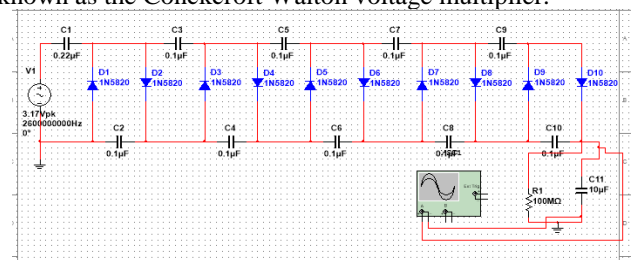 known as the Conckcroft Walton voltage multiplier.
C1 C3 C5 C7 C9
0.22µF 0.1µF 0.1µF 0.1µF 0.1µF
V1
D1 D2 D3 D4 D5 D6 D7 D8 D9 D10
1N5820 1N5820 1N5820 1N5820 1N5820 1N5820 1N5820 1N5820 1N5820 1N5820
3.17Vpk
2600000000Hz
0°
C2 C4 C6 C8 C10
0.1µF 0.1µF 0.1µF 0.1µF 0.1µF
C11
R1 10µF
100MΩ